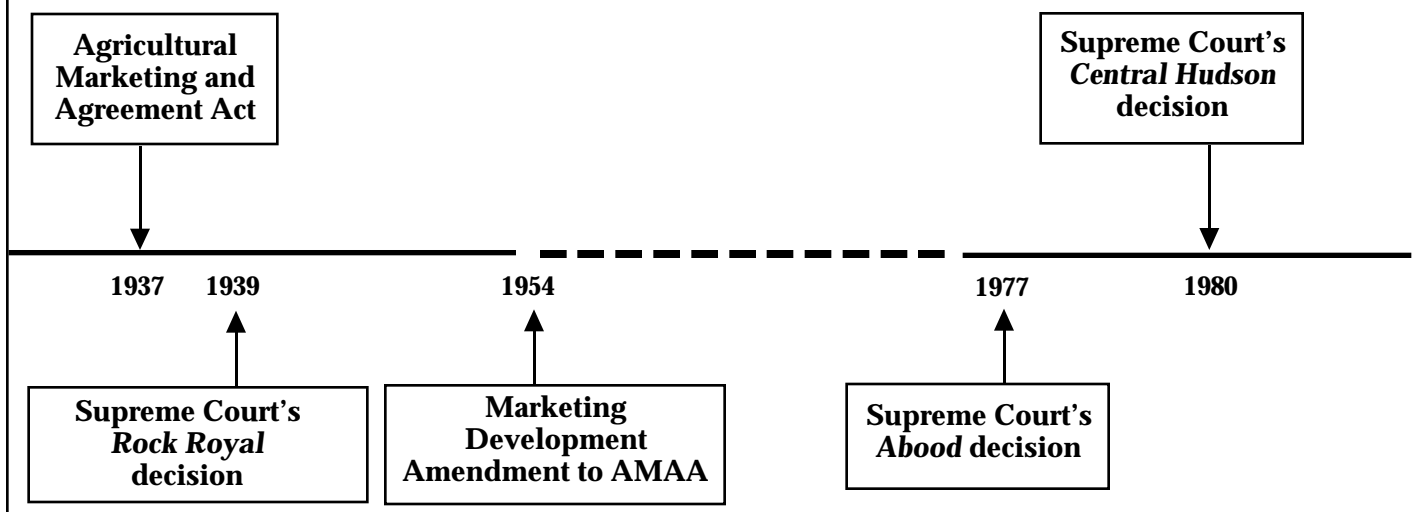 Agricultural
Marketing and
Agreement Act
Supreme Court's
Central Hudson
decision
1937
1939
1954
1977
1980
Supreme Court's
Rock Royal
decision
Marketing
Development
Amendment to AMAA
Supreme Court's
Abood decision